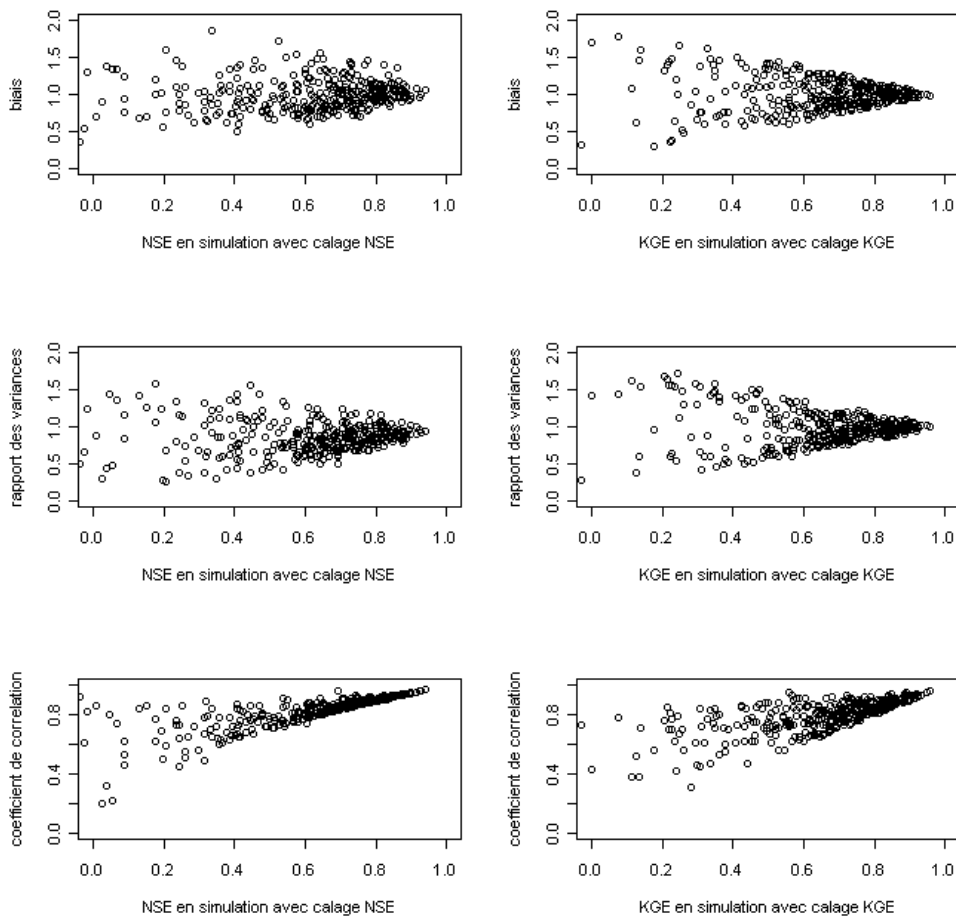 biais
2.0
1.5
1.0
0.5
0.0
0.0 0.2 0.4 0.6 0.8 1.0
NSE en simulation avec calage NSE
biais
2.0
1.5
1.0
0.5
0.0
0.0 0.2 0.4 0.6 0.8 1.0
KGE en simulation avec calage KGE
rapport des variances
2.0
1.5
1.0
0.5
0.0
0.0 0.2 0.4 0.6 0.8 1.0
NSE en simulation avec calage NSE
rapport des variances
2.0
1.5
1.0
0.5
0.0
0.0 0.2 0.4 0.6 0.8 1.0
KGE en simulation avec calage KGE
coefficient de correlation
0.8
0.4
0.0
0.0 0.2 0.4 0.6 0.8 1.0
NSE en simulation avec calage NSE
coefficient de correlation
0.8
0.4
0.0
0.0 0.2 0.4 0.6 0.8 1.0
KGE en simulation avec calage KGE